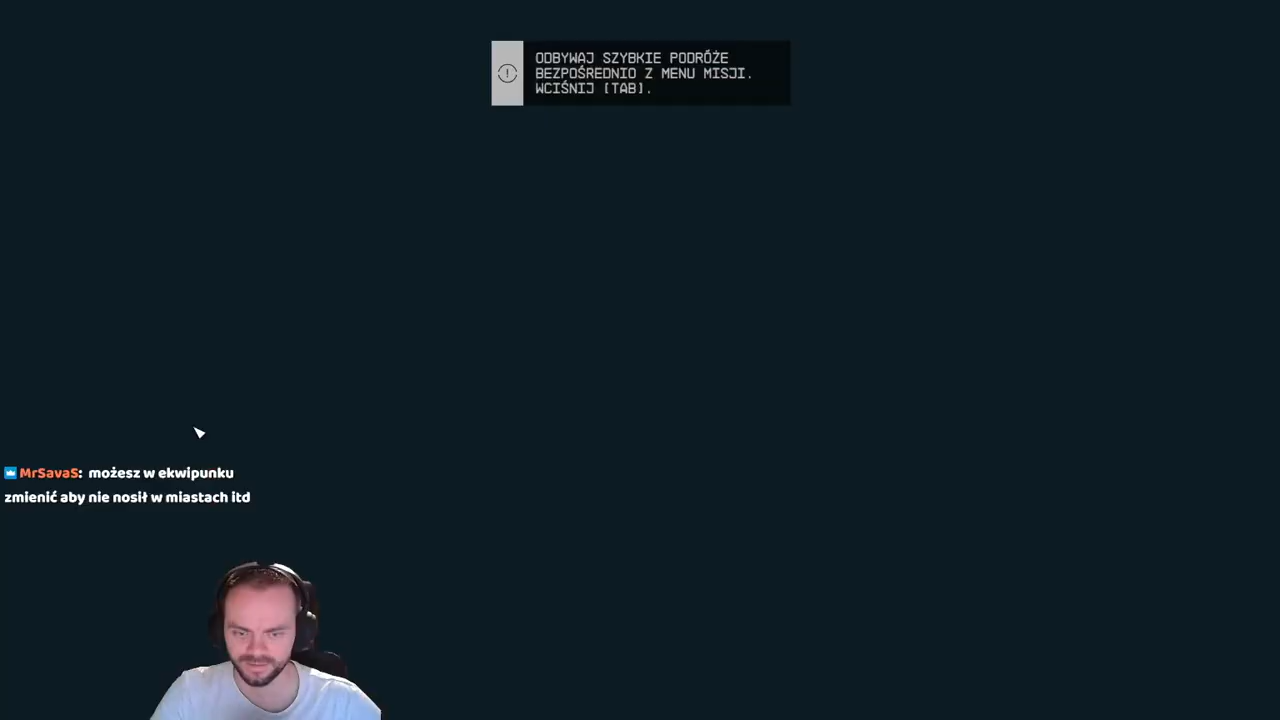 ODBYWAJ SZYBKIE PODRÓŻE
BEZPOŚREDNIO Z MENU MISJI.
WCIŚNIJ [TAB].
MrSavaS: możesz w ekwipunku
zmienić aby nie nosił w miastach itd